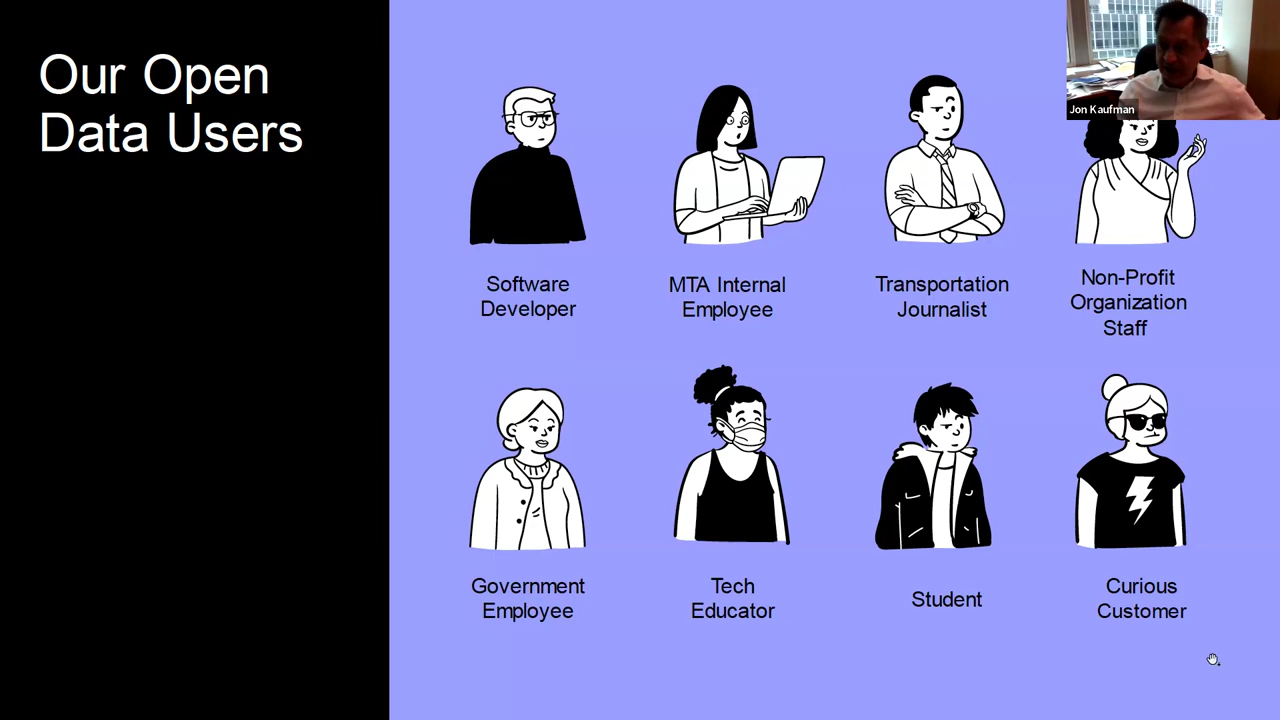 Our Open
Data Users
Jon Kaufman
Software
Developer
MTA Internal
Employee
Transportation
Journalist
Non-Profit
Organization
Staff
Government
Employee
Tech
Educator
Student
Curious
Customer